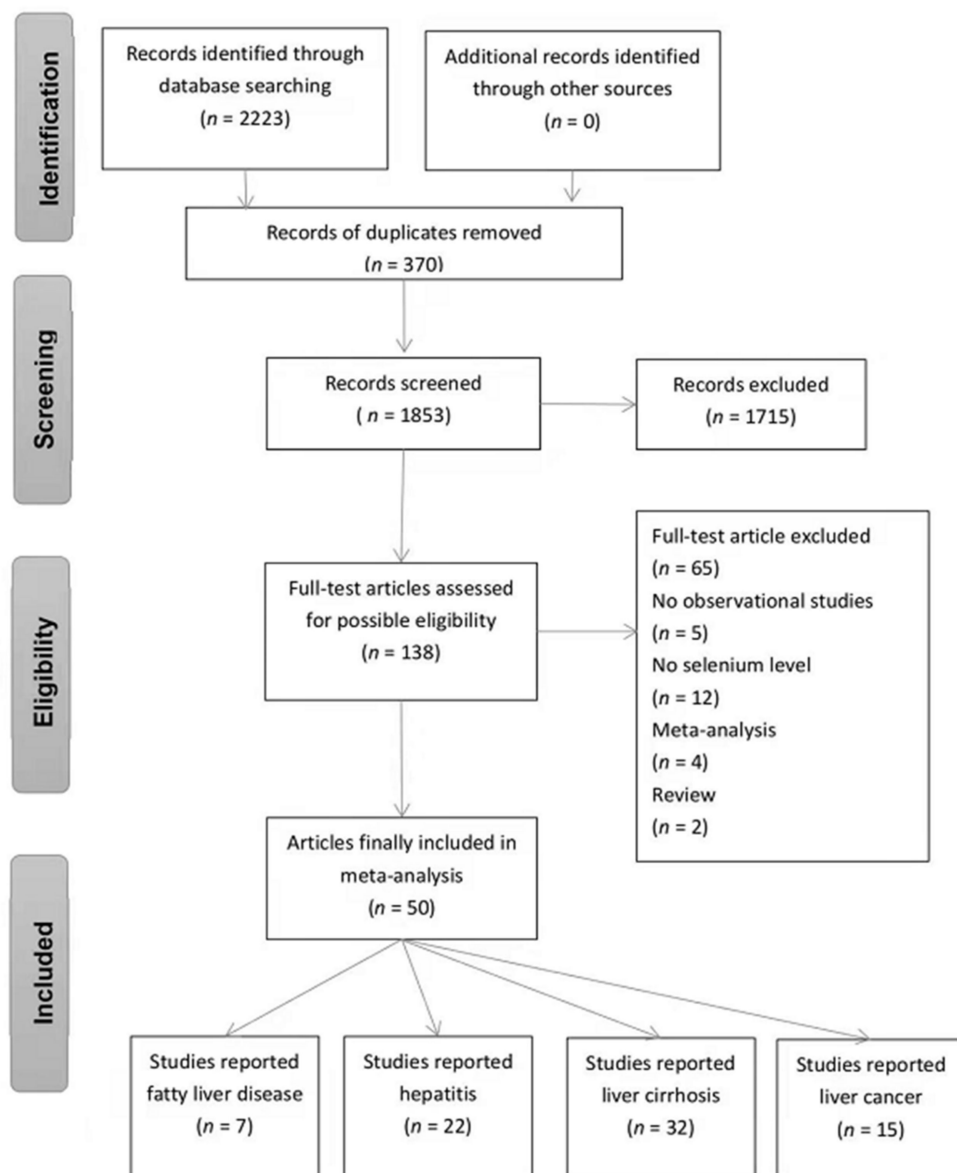 Identification
Records identified through
database searching
(n = 2223)
Additional records identified
through other sources
(n = 0)
Records of duplicates removed
(n = 370)
Screening
Records screened
( n = 1853)
Records excluded
(n = 1715)
Eligibility
Full-test articles assessed
for possible eligibility
(n = 138)
Full-test article excluded
(n = 65)
No observational studies
(n = 5)
No selenium level
(n = 12)
Meta-analysis
(n = 4)
Review
(n = 2)
Included
Articles finally included in
meta-analysis
(n = 50)
Studies reported
fatty liver disease
(n = 7)
Studies reported
hepatitis
(n = 22)
Studies reported
liver cirrhosis
(n = 32)
Studies reported
liver cancer
(n = 15)